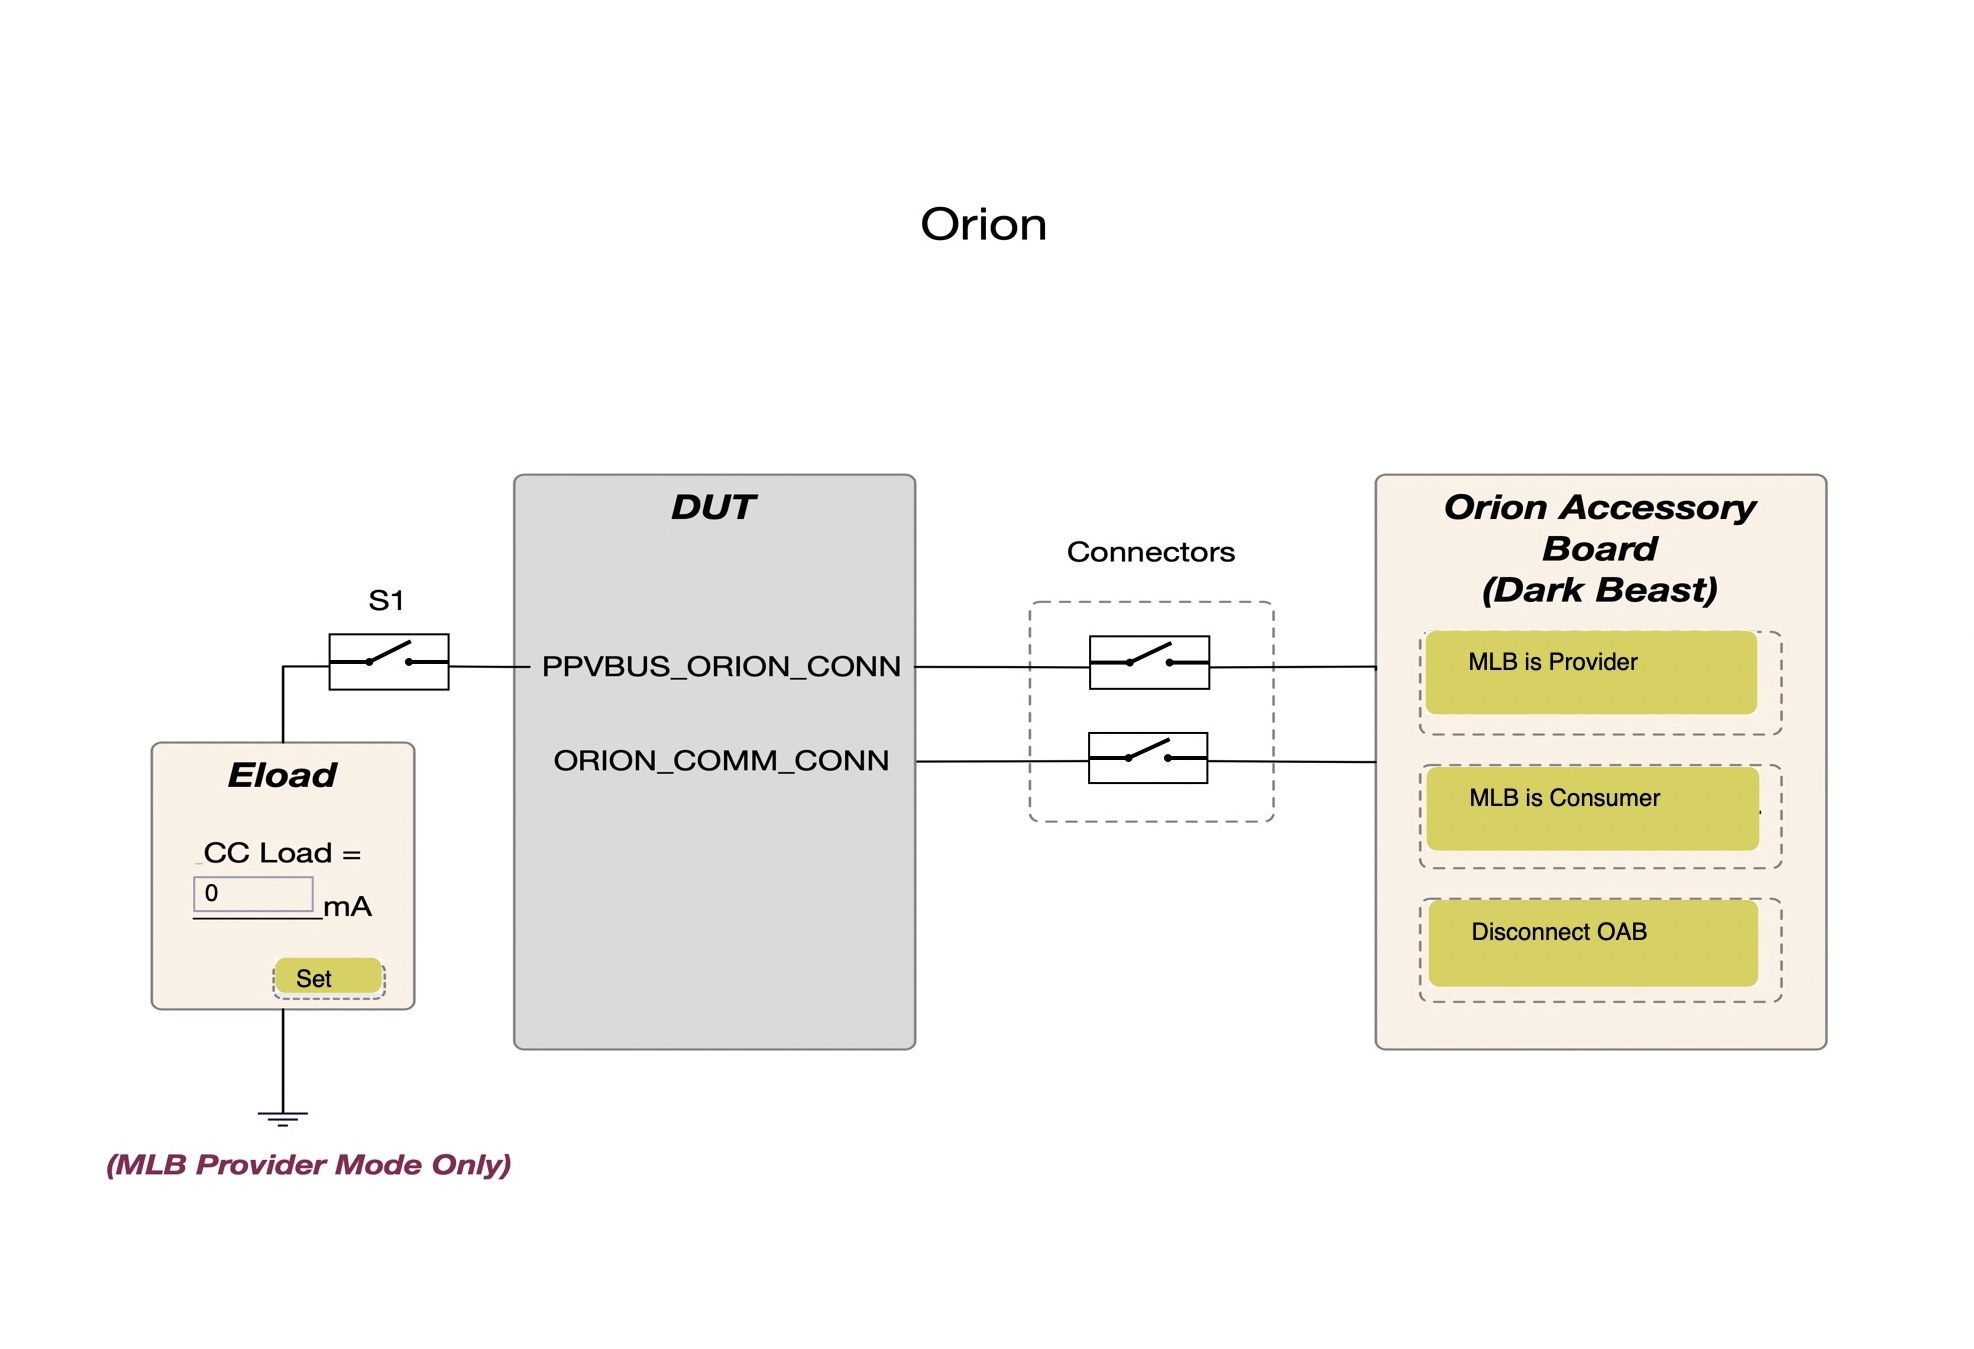 Orion
DUT
Orion Accessory
Board
(Dark Beast)
Connectors
S1
PPVBUS_ORION_CONN
MLB is Provider
ORION_COMM_CONN
Eload
MLB is Consumer
_CC Load =
0
mA
Disconnect OAB
Set
(MLB Provider Mode Only)